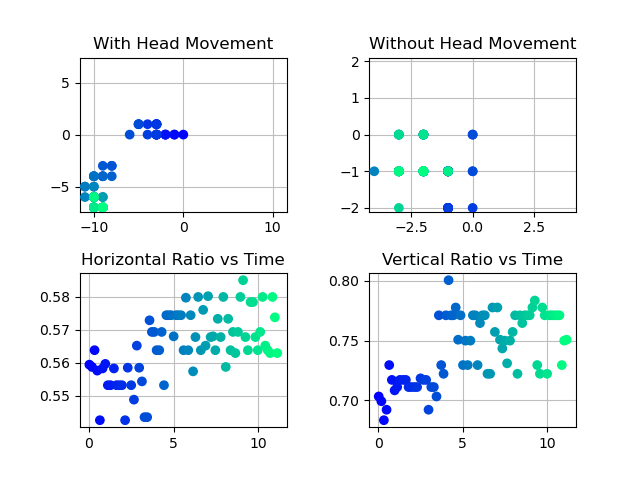 With Head Movement
5
0
−5
−10 0 10
Without Head Movement
2
1
0
−1
−2
−2.5 0.0 2.5
Horizontal Ratio vs Time
0.58
0.57
0.56
0.55
0 5 10
Vertical Ratio vs Time
0.80
0.75
0.70
0 5 10